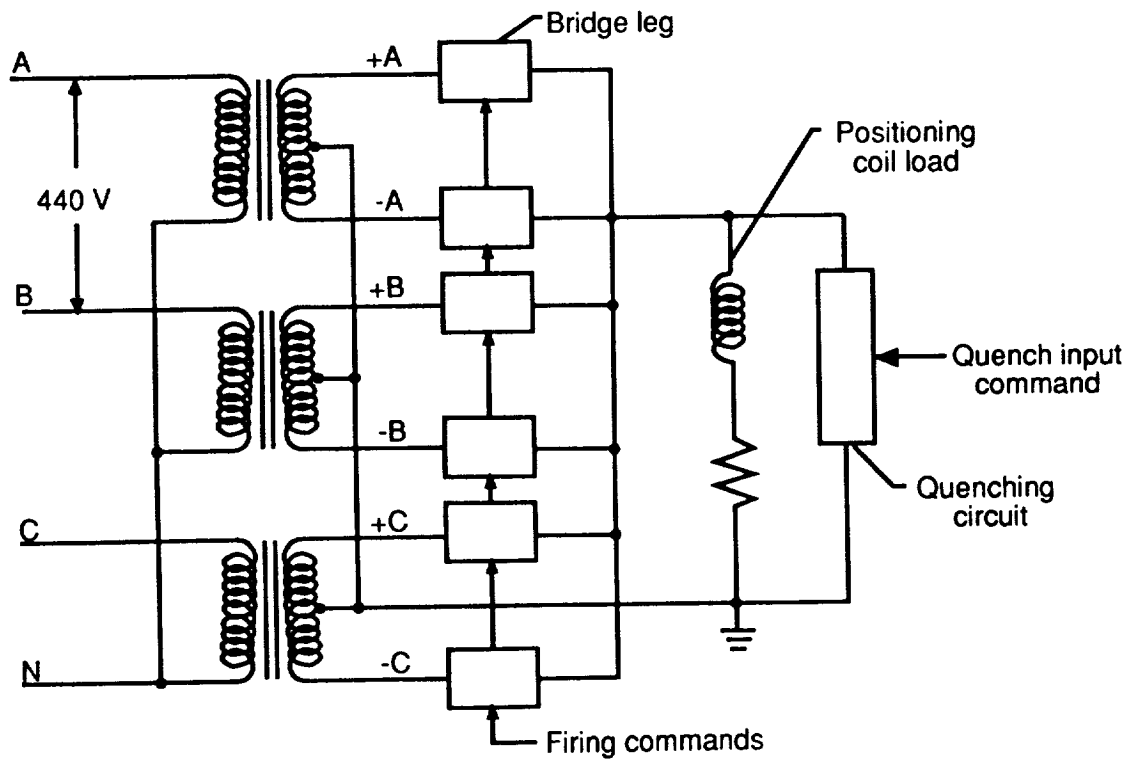 Bridge leg
A
+A
Positioning
coil load
440 V
-A
B
+B
Quench input
command
-B
Quenching
circuit
C
+C
N
-C
Firing commands